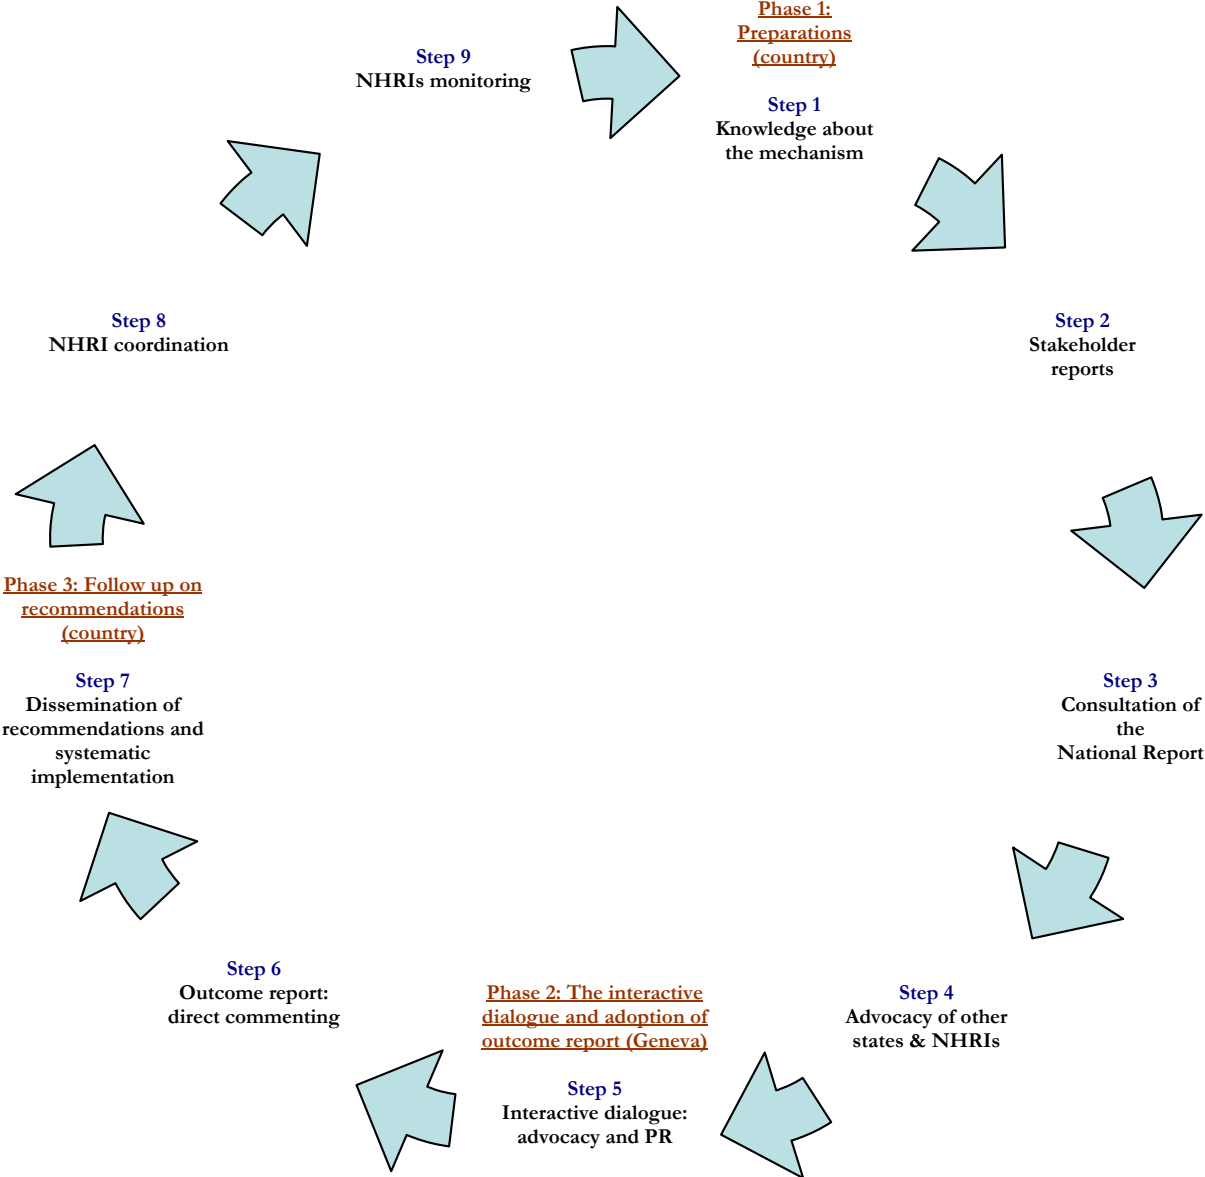 Phase 1:
Preparations
(country)
Step 1
Knowledge about
the mechanism
Step 2
Stakeholder
reports
Step 3
Consultation of
the
National Report
Step 4
Advocacy of other
states & NHRIs
Phase 2: The interactive
dialogue and adoption of
outcome report (Geneva)
Step 5
Interactive dialogue:
advocacy and PR
Step 6
Outcome report:
direct commenting
Phase 3: Follow up on
recommendations
(country)
Step 7
Dissemination of
recommendations and
systematic
implementation
Step 8
NHRI coordination
Step 9
NHRIs monitoring